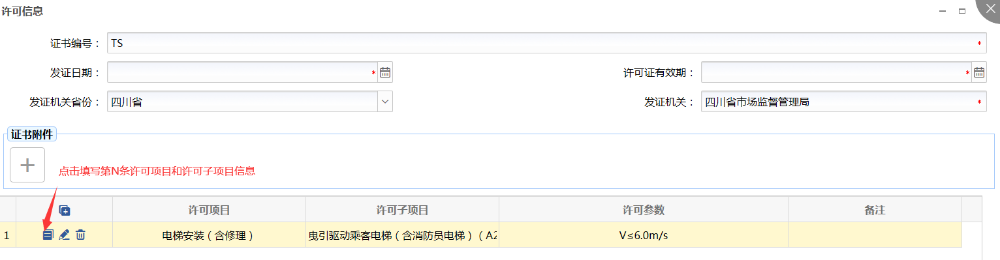 许可信息
证书编号： TS *
发证日期： * 许可证有效期： *
发证机关省份： 四川省 发证机关： 四川省市场监督管理局 *
证书附件
点击填写第N条许可项目和许可子项目信息
许可项目 许可子项目 许可参数 备注
1 电梯安装（含修理） 曳引驱动乘客电梯（含消防员电梯）（A2 V≤6.0m/s